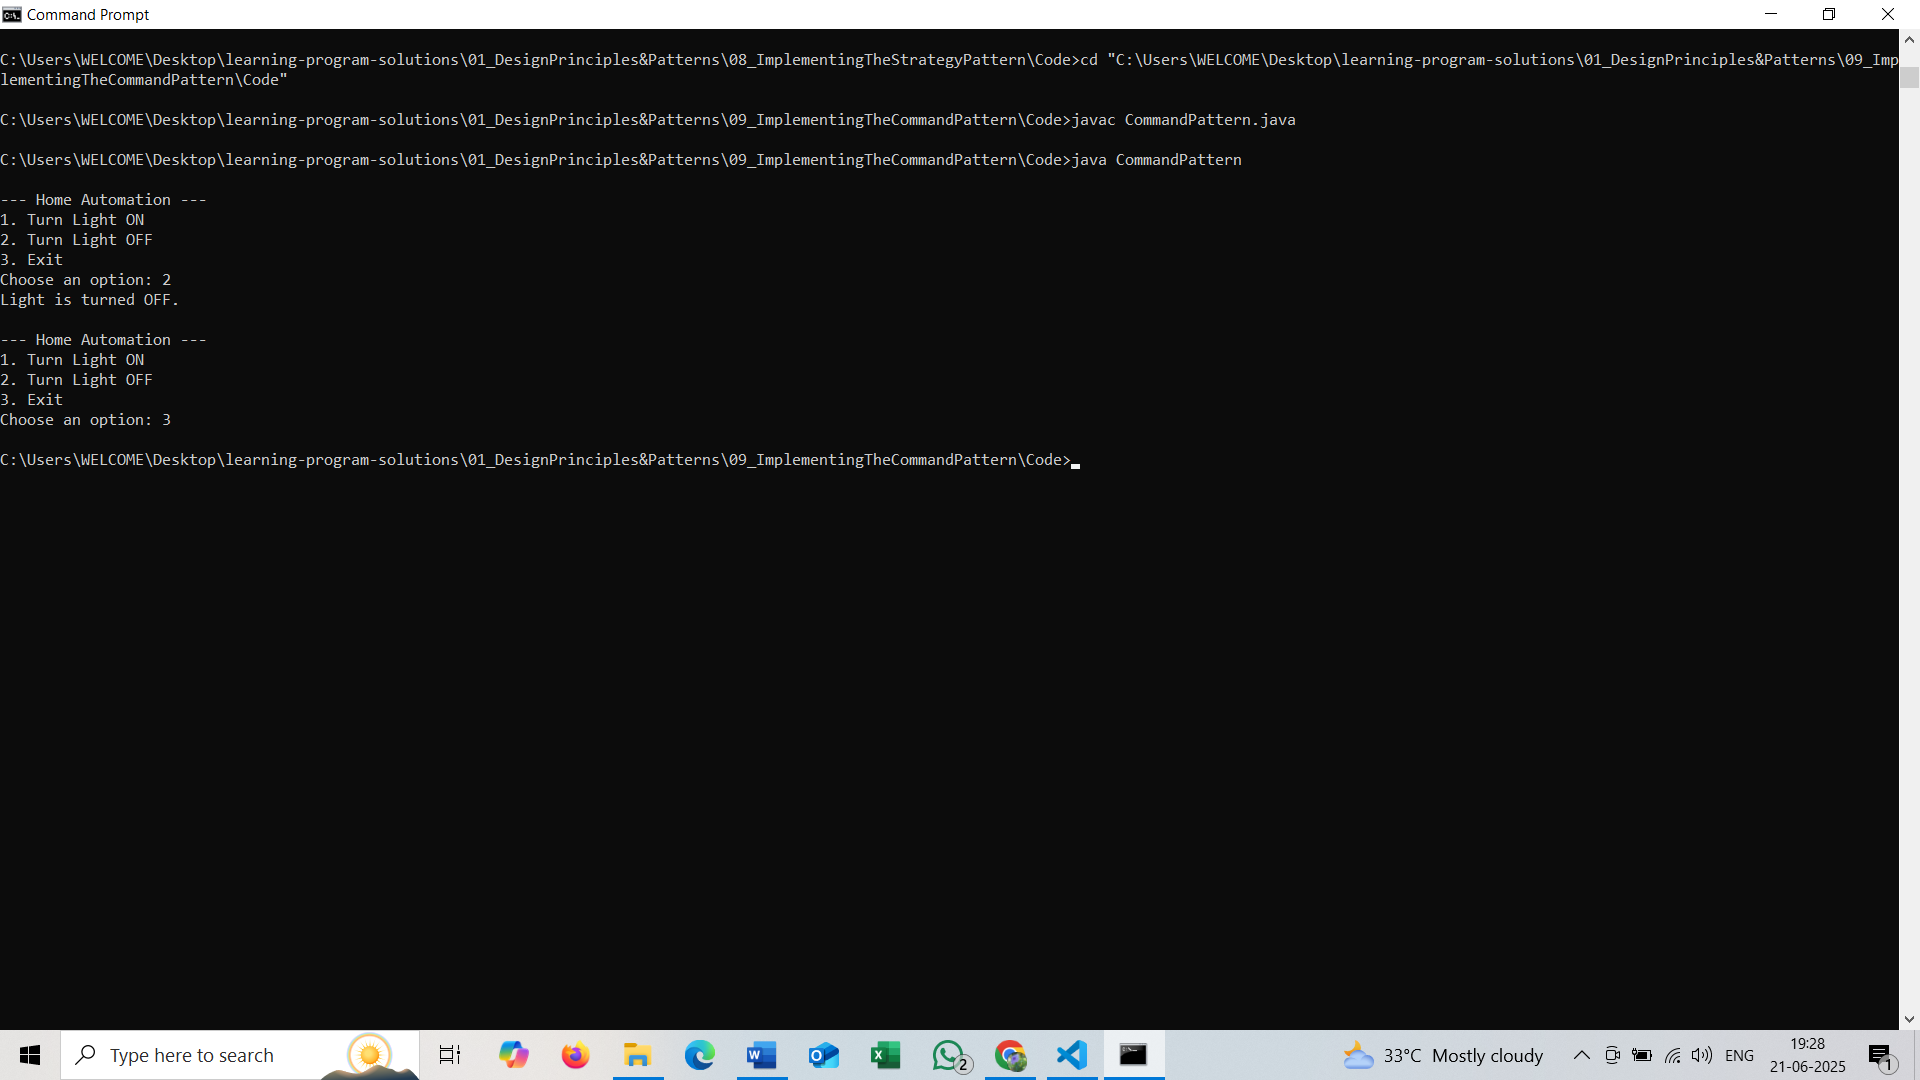 Command Prompt
C:\Users\WELCOME\Desktop\learning-program-solutions\01_DesignPrinciples&Patterns\08_ImplementingTheStrategyPattern\Code>cd "C:\Users\WELCOME\Desktop\learning-program-solutions\01_DesignPrinciples&Patterns\09_Imp
lementingTheCommandPattern\Code"
C:\Users\WELCOME\Desktop\learning-program-solutions\01_DesignPrinciples&Patterns\09_ImplementingTheCommandPattern\Code>javac CommandPattern.java
C:\Users\WELCOME\Desktop\learning-program-solutions\01_DesignPrinciples&Patterns\09_ImplementingTheCommandPattern\Code>java CommandPattern
--- Home Automation ---
1. Turn Light ON
2. Turn Light OFF
3. Exit
Choose an option: 2
Light is turned OFF.
--- Home Automation ---
1. Turn Light ON
2. Turn Light OFF
3. Exit
Choose an option: 3
C:\Users\WELCOME\Desktop\learning-program-solutions\01_DesignPrinciples&Patterns\09_ImplementingTheCommandPattern\Code>
Type here to search
2
33°C Mostly cloudy
ENG
19:28
21-06-2025
1